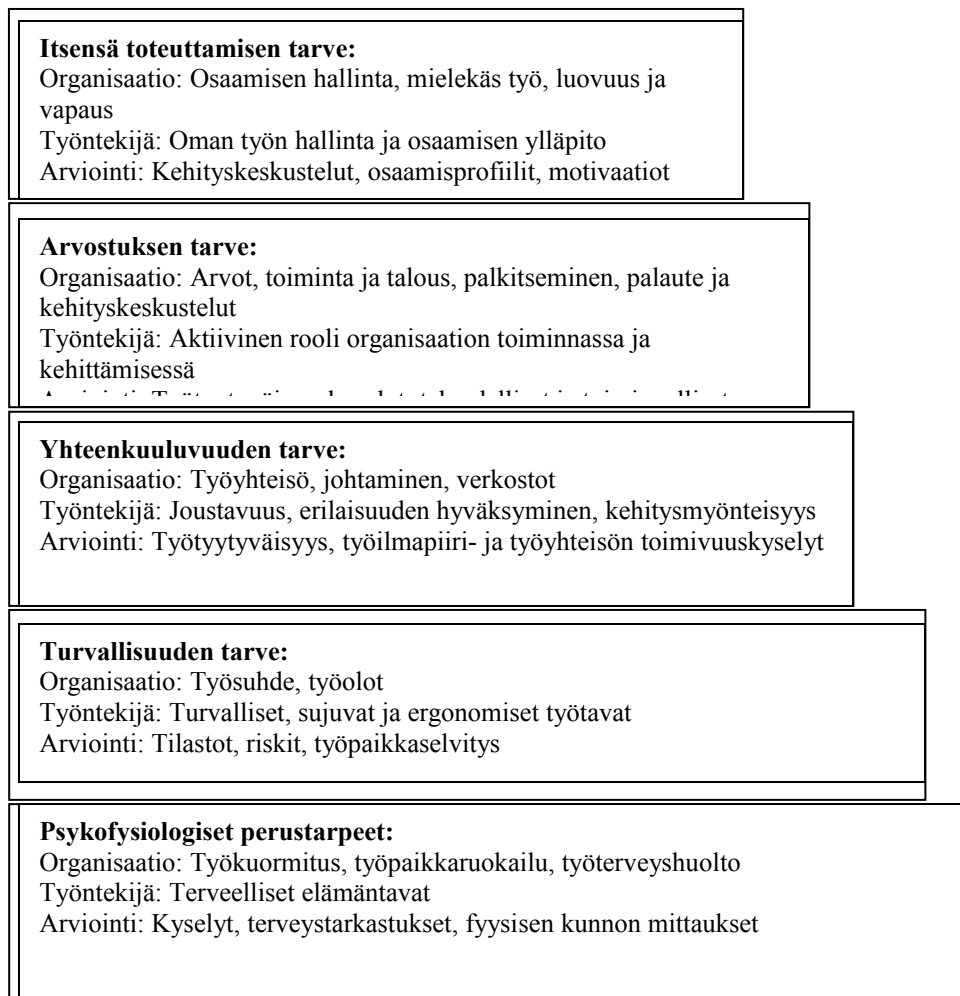 Itsensä toteuttamisen tarve:
Organisaatio: Osaamisen hallinta, mielekäs työ, luovuus ja
vapaus
Työntekijä: Oman työn hallinta ja osaamisen ylläpito
Arviointi: Kehityskeskustelut, osaamisprofiilit, motivaatiot
Arvostuksen tarve:
Organisaatio: Arvot, toiminta ja talous, palkitseminen, palaute ja
kehityskeskustelut
Työntekijä: Aktiivinen rooli organisaation toiminnassa ja
kehittämisessä
Yhteenkuuluvuuden tarve:
Organisaatio: Työyhteisö, johtaminen, verkostot
Työntekijä: Joustavuus, erilaisuuden hyväksyminen, kehitysmyönteisyys
Arviointi: Työtyytyväisyys, työilmapiiri- ja työyhteisön toimivuuskyselyt
Turvallisuuden tarve:
Organisaatio: Työsuhde, työolot
Työntekijä: Turvalliset, sujuvat ja ergonomiset työtavat
Arviointi: Tilastot, riskit, työpaikkaselvitys
Psykofysiologiset perustarpeet:
Organisaatio: Työkuormitus, työpaikkaruokailu, työterveyshuolto
Työntekijä: Terveelliset elämäntavat
Arviointi: Kyselyt, terveystarkastukset, fyysisen kunnon mittaukset